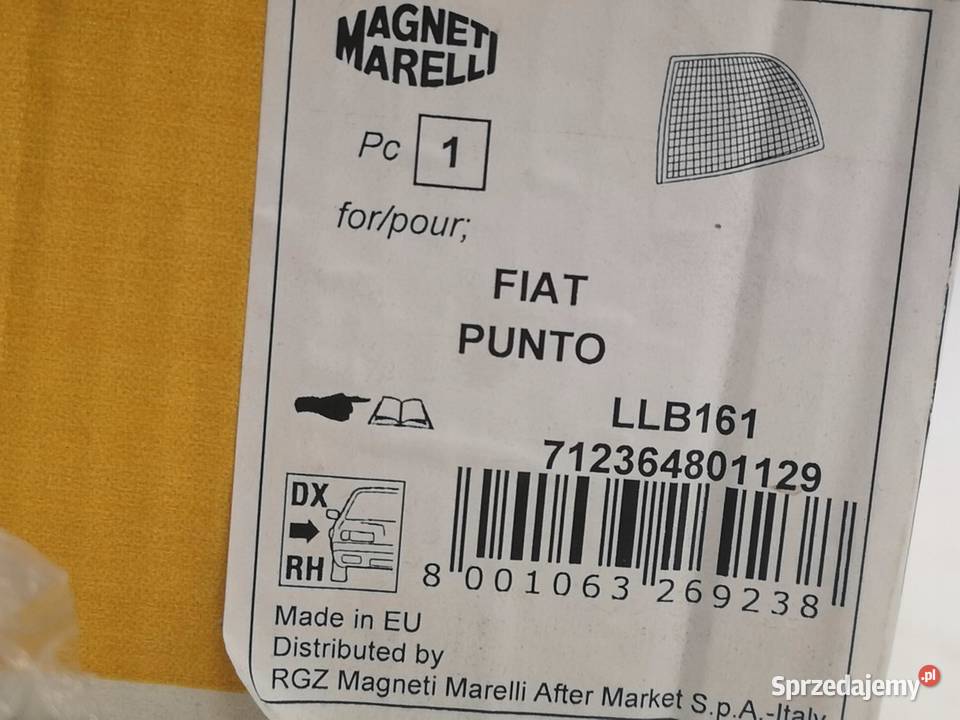 MAGNETI
MARELLI
Pc 1
for/pour;
FIAT
PUNTO
LLB161
712364801129
DX
RH
8 001063 269238
Made in EU
Distributed by
RGZ Magneti Marelli After Market S.p.A.-Italy
Sprzedajemy.pl